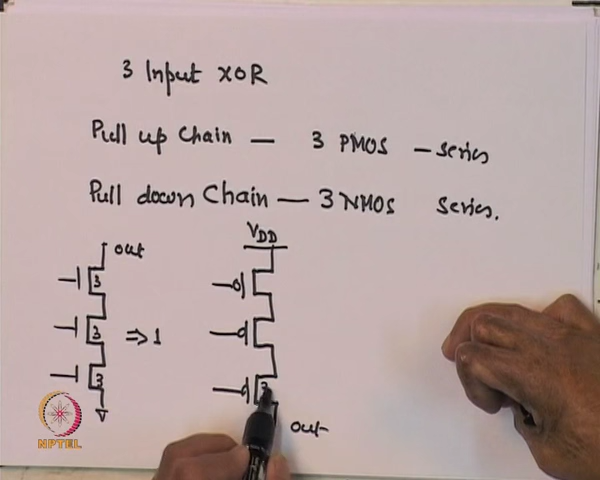 3 Input XOR
Pull up Chain — 3 PMOS — Series
Pull down Chain — 3 NMOS Series.
out
VDD
3
3
⇒ 1
3
3
out
NPTEL